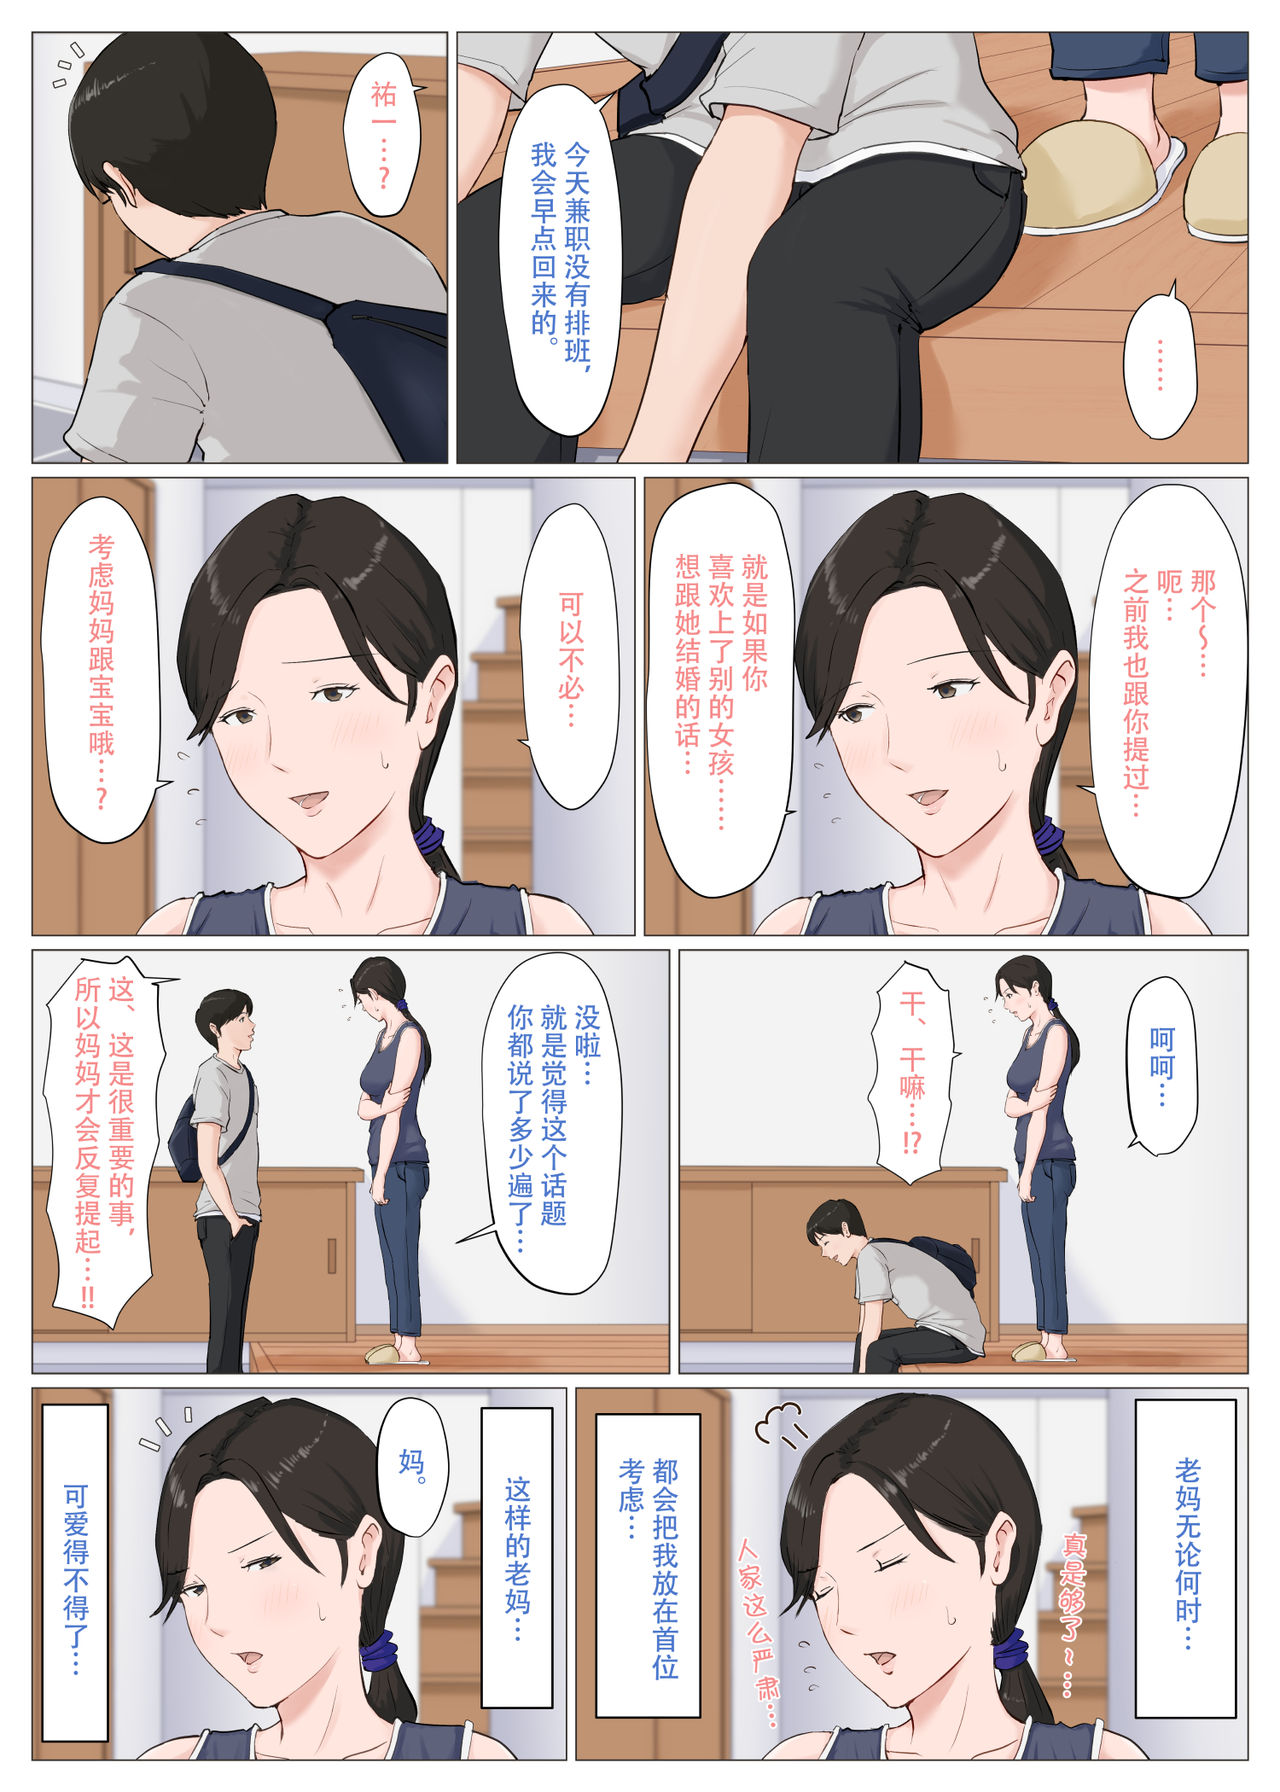 今天兼职没有排班，
我会早点回来的。
……
祐一…?
那个～…
呃…
之前我也跟你提过…
就是如果你
喜欢上了别的女孩……
想跟她结婚的话…
可以不必…
考虑妈妈跟宝宝哦…?
呵呵…
干、干嘛…!?
没啦…
就是觉得这个话题
你都说了多少遍了…
这、这是很重要的事，
所以妈妈才会反复提起…!!
老妈无论何时…
真是够了～…
都会把我放在首位
考虑…
人家这么严肃…
这样的老妈…
妈。
可爱得不得了…